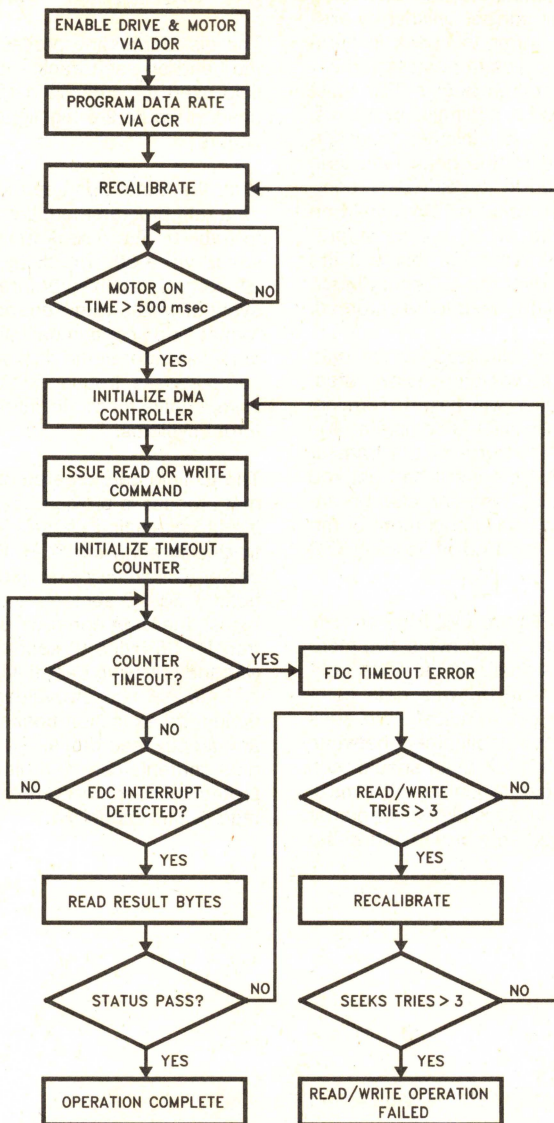 ENABLE DRIVE & MOTOR
VIA DOR
PROGRAM DATA RATE
VIA CCR
RECALIBRATE
MOTOR ON
TIME > 500 msec
NO
YES
INITIALIZE DMA
CONTROLLER
ISSUE READ OR WRITE
COMMAND
INITIALIZE TIMEOUT
COUNTER
COUNTER
TIMEOUT?
YES
FDC TIMEOUT ERROR
NO
FDC INTERRUPT
DETECTED?
NO
YES
READ RESULT BYTES
STATUS PASS?
NO
YES
OPERATION COMPLETE
READ/WRITE
TRIES > 3
NO
YES
RECALIBRATE
SEEKS TRIES > 3
NO
YES
READ/WRITE OPERATION
FAILED